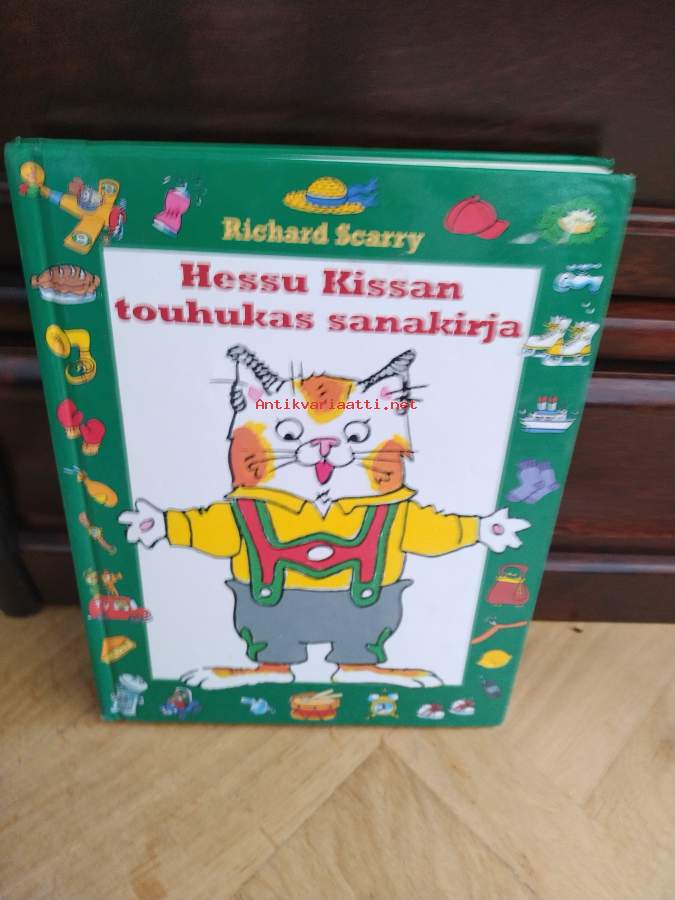 Richard Scarry
Hessu Kissan
touhukas sanakirja
Antikvariaatti.net